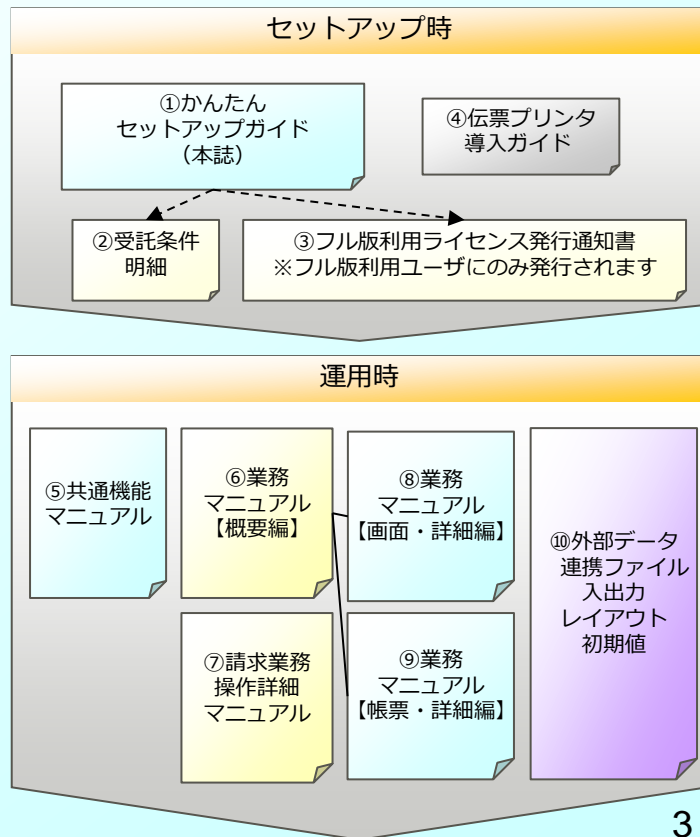 セットアップ時
①かんたん
セットアップガイド
（本誌）
④伝票プリンタ
導入ガイド
②受託条件
明細
③フル版利用ライセンス発行通知書
※フル版利用ユーザにのみ発行されます
運用時
⑤共通機能
マニュアル
⑥業務
マニュアル
【概要編】
⑧業務
マニュアル
【画面・詳細編】
⑩外部データ
連携ファイル
入出力
レイアウト
初期値
⑦請求業務
操作詳細
マニュアル
⑨業務
マニュアル
【帳票・詳細編】
3